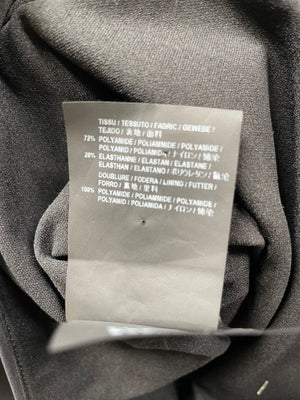 TISSU / TESSUTO / FABRIC / GEWEBE /
TEJIDO / 表地 / 面料
72% POLYAMIDE / POLIAMMIDE / POLYAMIDE /
POLYAMID / POLIAMIDA / ナイロン / 锦纶
28% ELASTHANNE / ELASTAN / ELASTANE /
ELASTHAN / ELASTANO / ポリウレタン / 氨纶
DOUBLURE / FODERA / LINING / FUTTER /
FORRO / 裏地 / 里料
100% POLYAMIDE / POLIAMMIDE / POLYAMIDE /
POLYAMID / POLIAMIDA / ナイロン / 锦纶